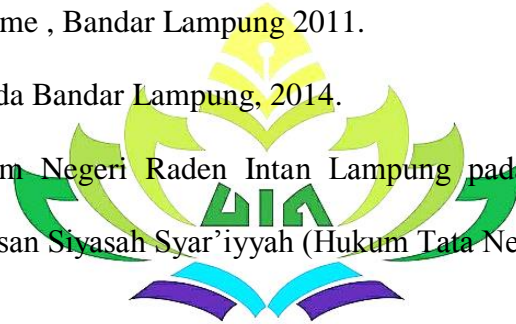 me , Bandar Lampung 2011.
da Bandar Lampung, 2014.
m Negeri Raden Intan Lampung pad
UIN
san Siyasah Syar’iyyah (Hukum Tata Ne